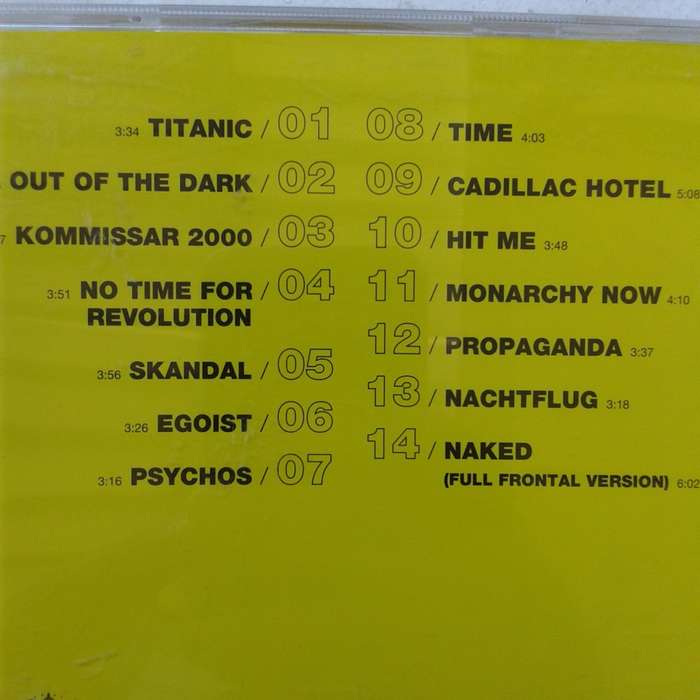 3:34 TITANIC / 01
OUT OF THE DARK / 02
7 KOMMISSAR 2000 / 03
3:51 NO TIME FOR / 04
REVOLUTION
3:56 SKANDAL / 05
3:26 EGOIST / 06
3:16 PSYCHOS / 07
08 / TIME 4:03
09 / CADILLAC HOTEL 5:08
10 / HIT ME 3:48
11 / MONARCHY NOW 4:10
12 / PROPAGANDA 3:37
13 / NACHTFLUG 3:18
14 / NAKED
(FULL FRONTAL VERSION) 6:02